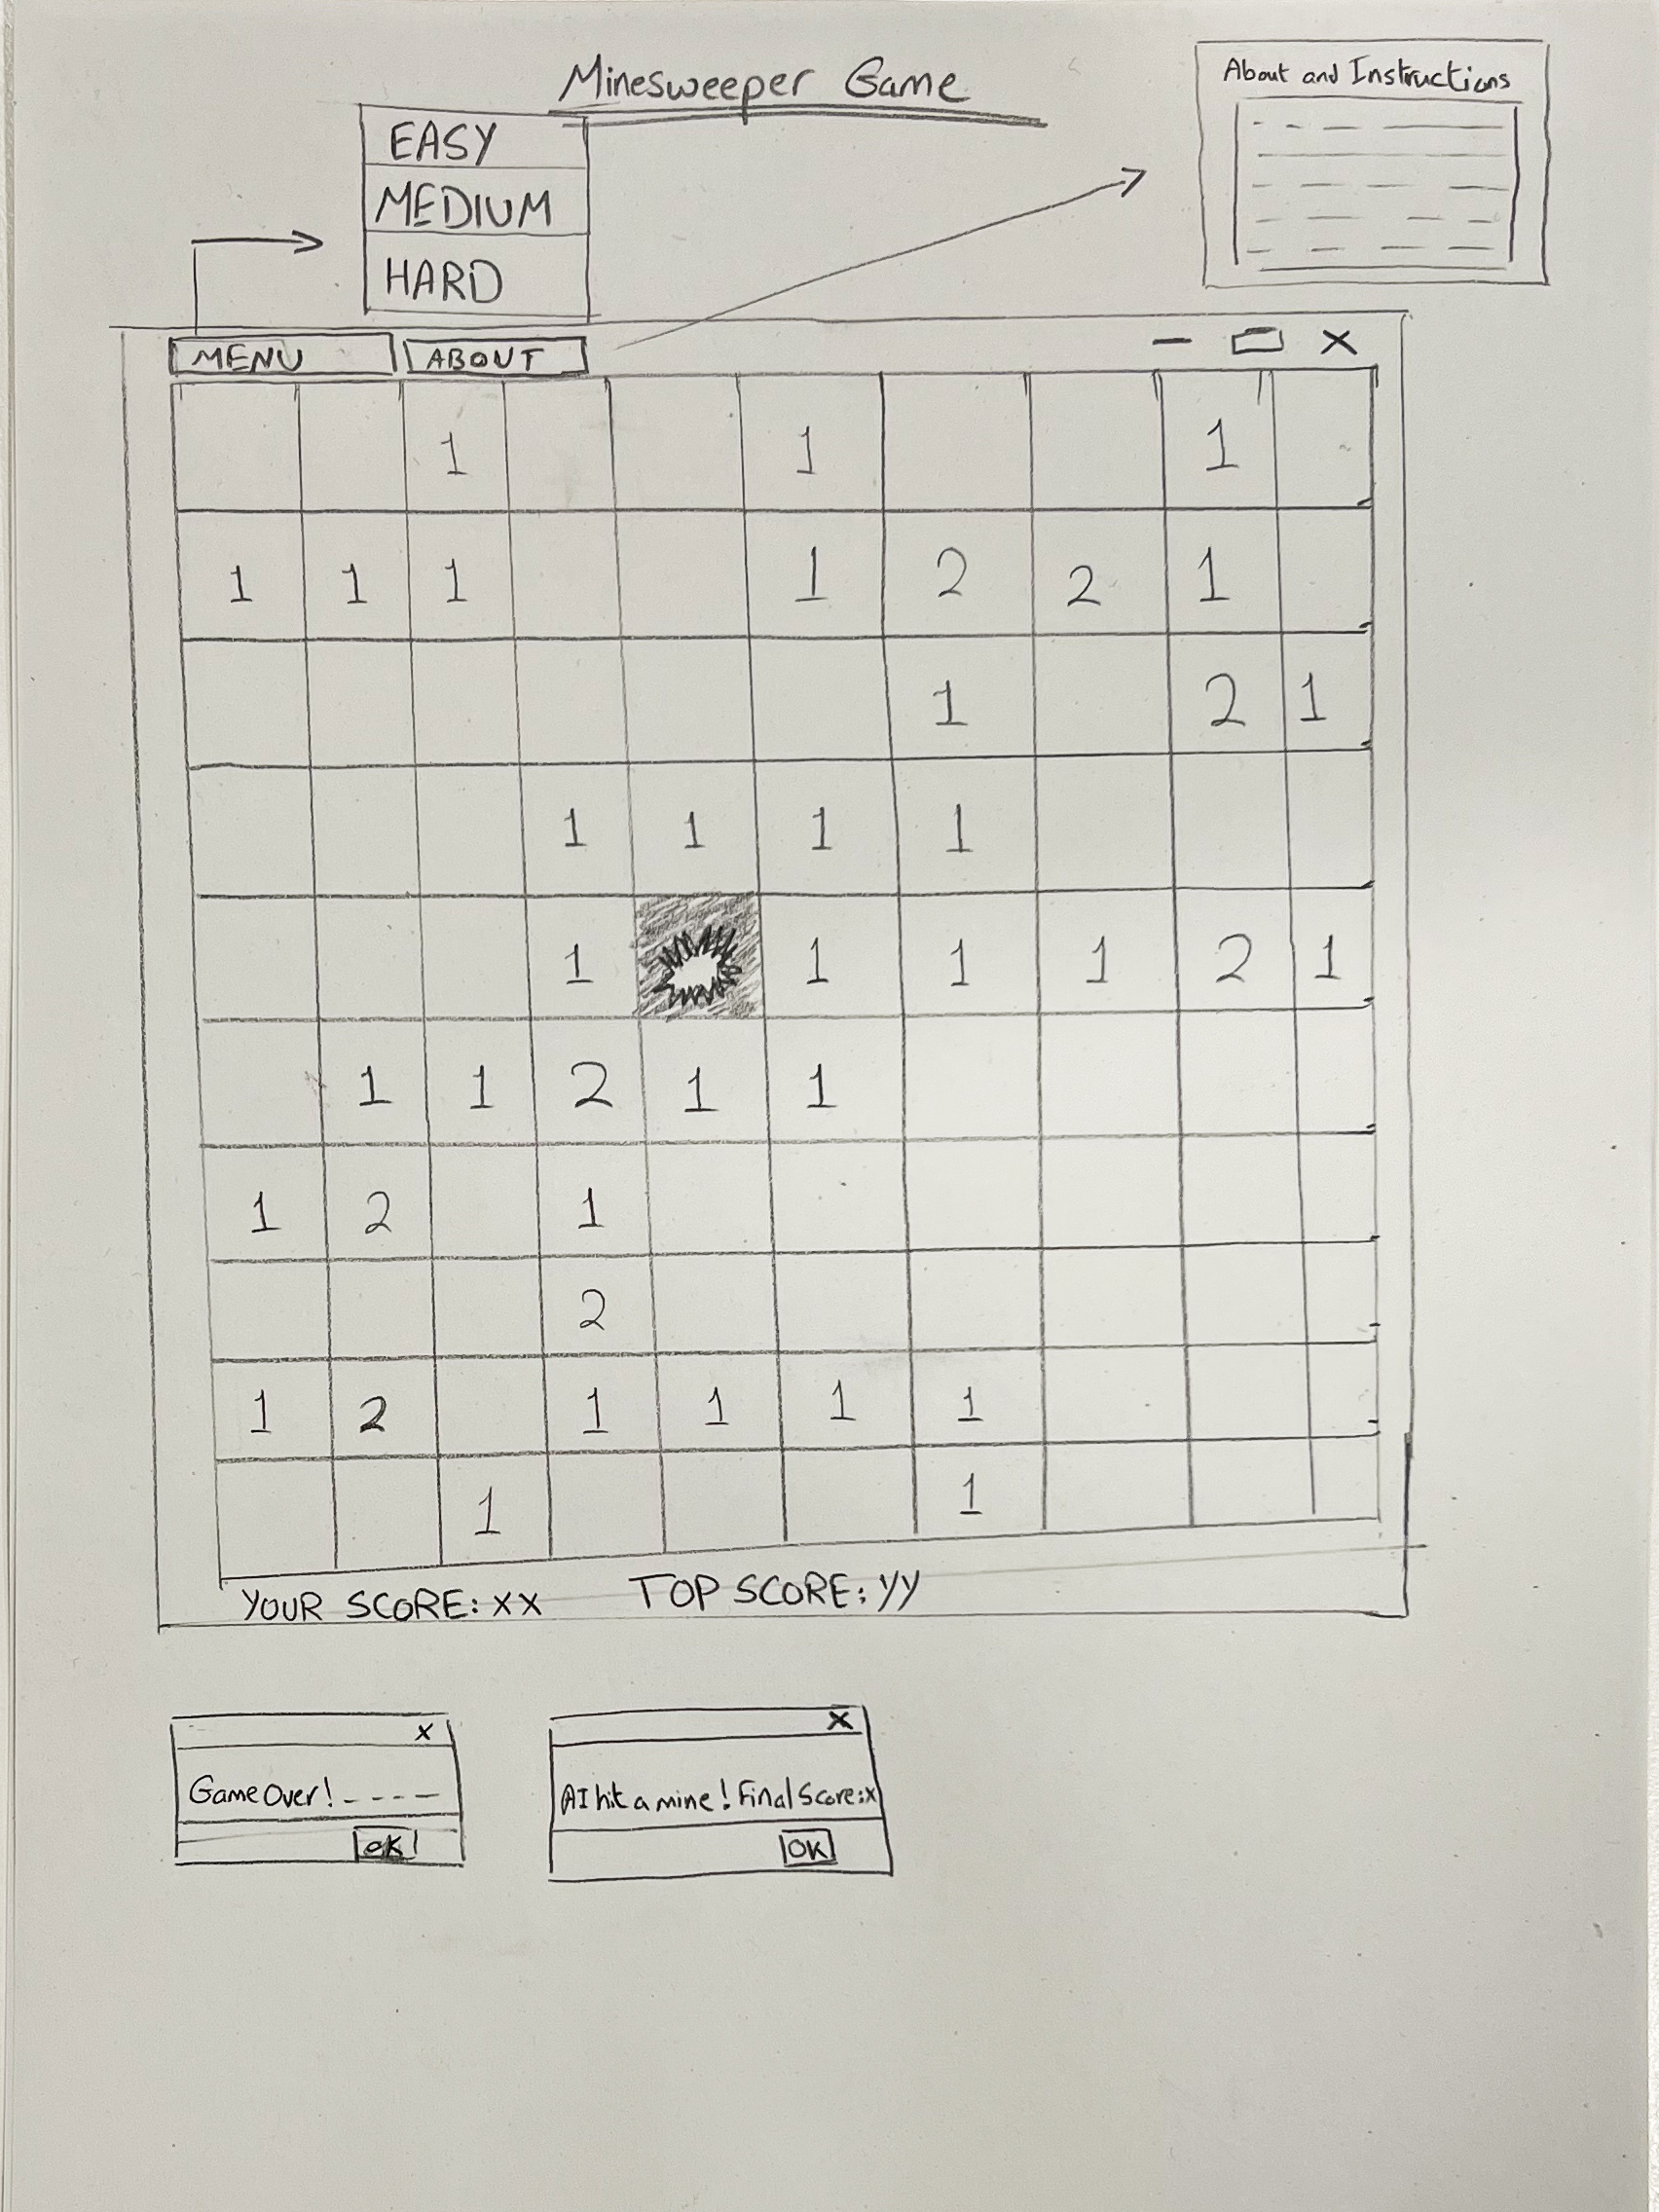 Minesweeper Game
About and Instructions
EASY
MEDIUM
HARD
MENU ABOUT
X
1 1 1
1 1 1 1 2 2 1
1 2 1
1 1 1 1
1 1 1 1 2 1
1 1 2 1 1
1 2 1
2
1 2 1 1 1 1
1 1
YOUR SCORE: XX TOP SCORE: YY
X
Game Over! - - - -
OK
X
AI hit a mine! Final Score: x
OK